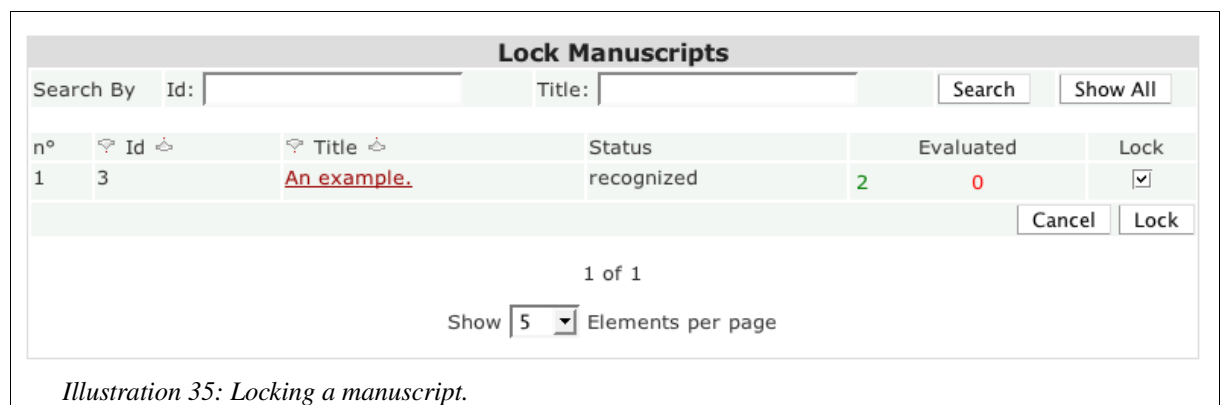 Lock Manuscripts
Search By Id: Title: Search Show All
n° Id Title Status Evaluated Lock
1 3 An example. recognized 2 0
Cancel Lock
1 of 1
Show 5 Elements per page
Illustration 35: Locking a manuscript.